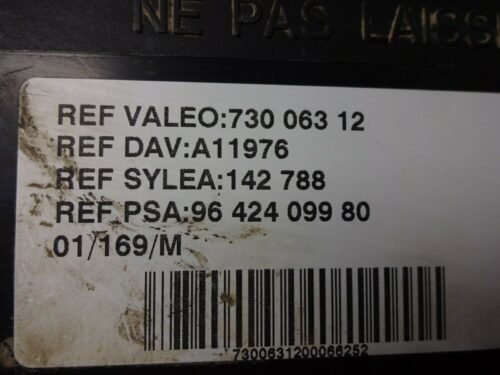 NE PAS LAISS
REF VALEO:730 063 12
REF DAV:A11976
REF SYLEA:142 788
REF PSA:96 424 099 80
01/169/M
7300631200066252